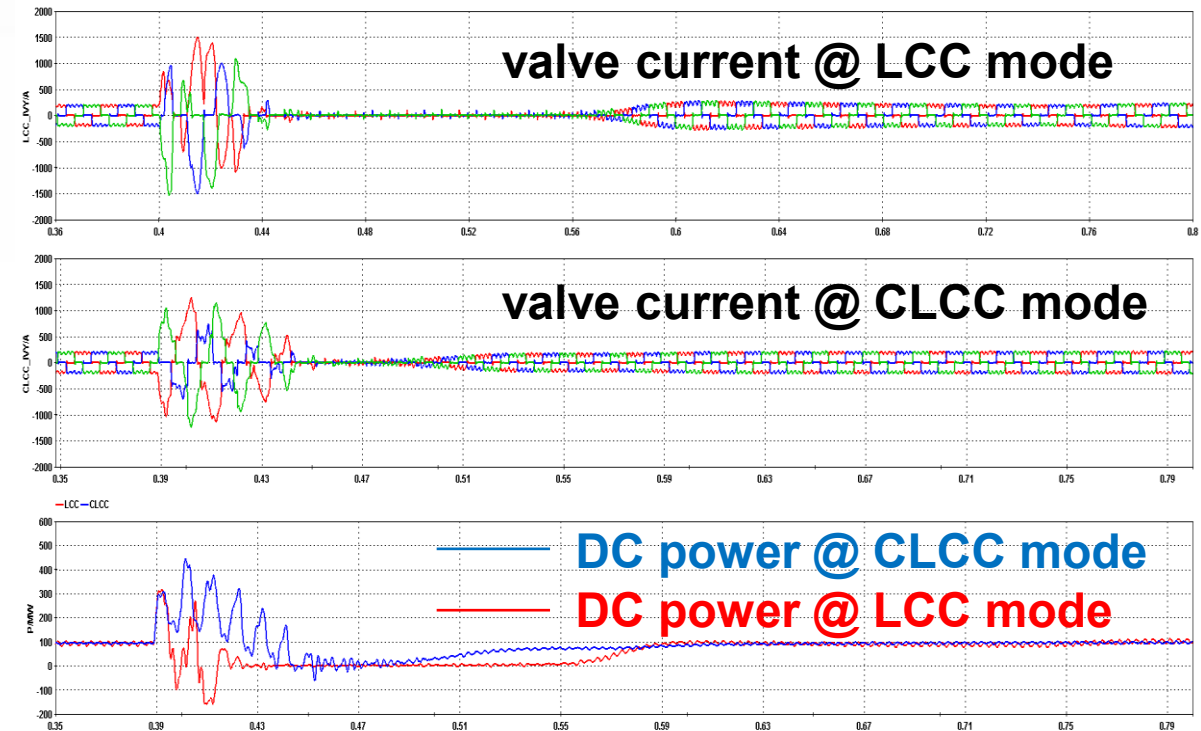 2000
1500
1000
500
0
-500
-1000
-1500
-2000
LCC_IVY/A
valve current @ LCC mode
0.36 0.4 0.44 0.48 0.52 0.56 0.6 0.64 0.68 0.72 0.76 0.8
2000
1500
1000
500
0
-500
-1000
-1500
-2000
CLCC_IVY/A
valve current @ CLCC mode
0.35 0.39 0.43 0.47 0.51 0.55 0.59 0.63 0.67 0.71 0.75 0.79
LCC CLCC
600
500
400
300
200
100
0
-100
-200
P/MW
DC power @ CLCC mode
DC power @ LCC mode
0.35 0.39 0.43 0.47 0.51 0.55 0.59 0.63 0.67 0.71 0.75 0.79